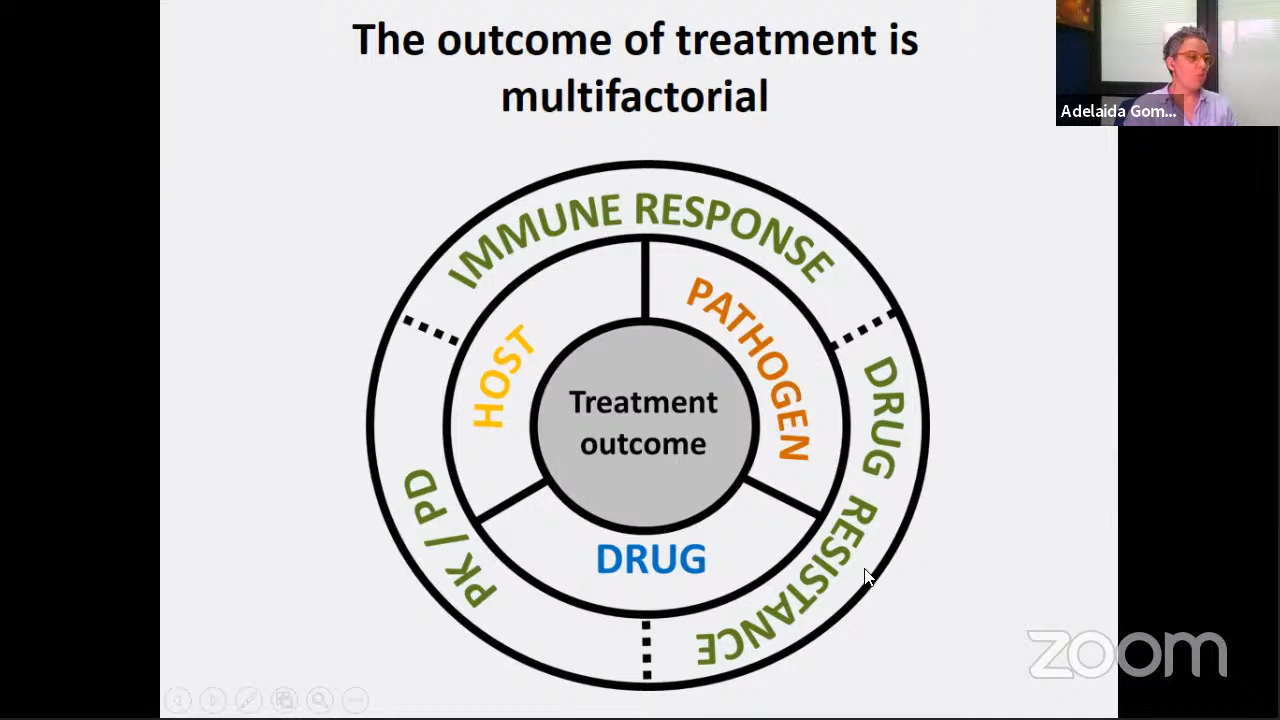 The outcome of treatment is
multifactorial
Adelaida Gom...
IMMUNE RESPONSE
HOST
PATHOGEN
Treatment
outcome
DRUG
PK / PD
DRUG RESISTANCE
zoom